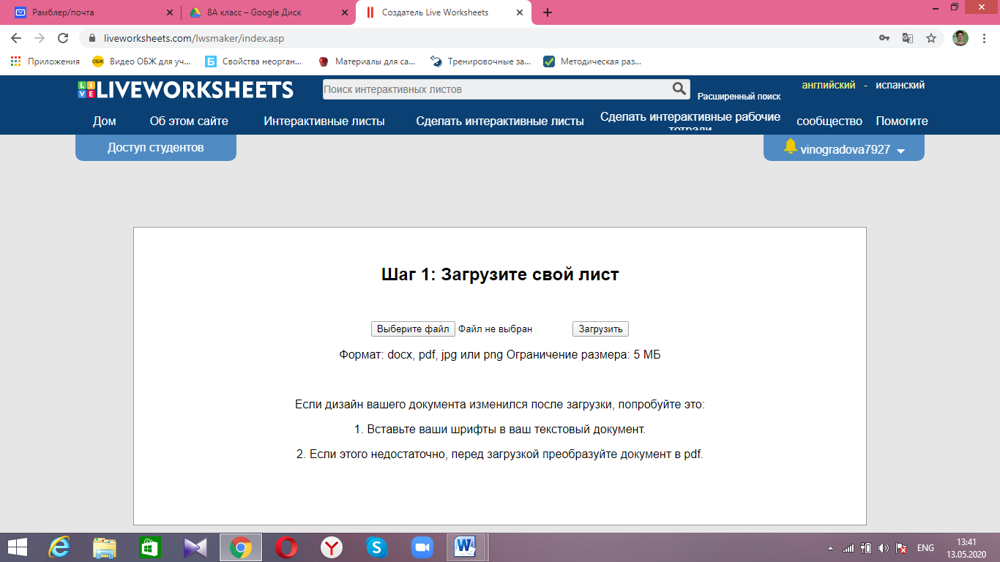 Рамблер/почта
8А класс – Google Диск
Создатель Live Worksheets
liveworksheets.com/lwsmaker/index.asp
Приложения
Видео ОБЖ для уч...
Свойства неорган...
Материалы для са...
Тренировочные за...
Методическая раз...
LIVE LIVEWORKSHEETS
Поиск интерактивных листов
Расширенный поиск
английский - испанский
Дом
Об этом сайте
Интерактивные листы
Сделать интерактивные листы
Сделать интерактивные рабочие
тетради
сообщество
Помогите
Доступ студентов
vinogradova7927
Шаг 1: Загрузите свой лист
Выберите файл Файл не выбран Загрузить
Формат: docx, pdf, jpg или png Ограничение размера: 5 МБ
Если дизайн вашего документа изменился после загрузки, попробуйте это:
1. Вставьте ваши шрифты в ваш текстовый документ.
2. Если этого недостаточно, перед загрузкой преобразуйте документ в pdf.
ENG
13:41
13.05.2020